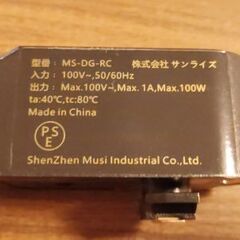 型番：MS-DG-RC 株式会社 サンライズ
入力：100V~,50/60Hz
出力：Max.100V~,Max. 1A,Max.100W
ta:40℃,tc:80℃
Made in China
PS
E
ShenZhen Musi Industrial Co.,Ltd.